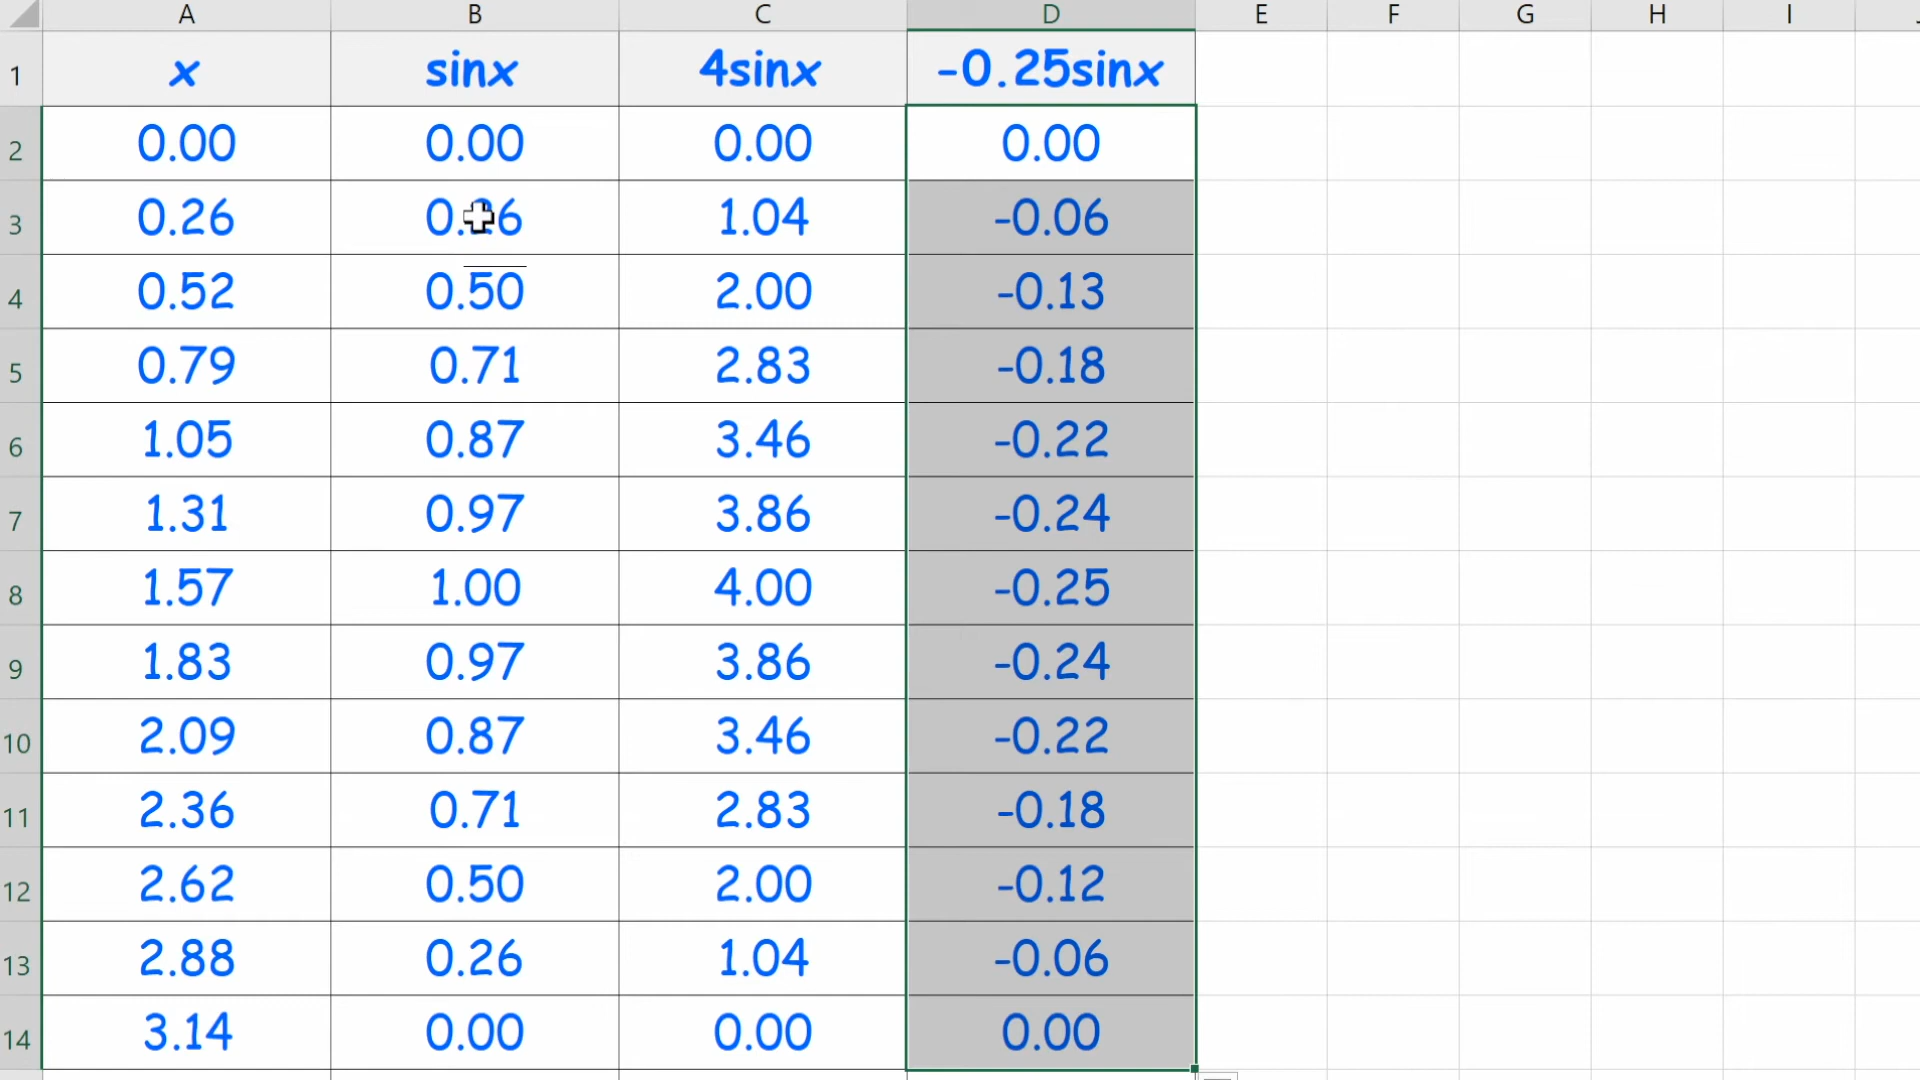 A B C D E F G H I
1 x sinx 4sinx -0.25sinx
2 0.00 0.00 0.00 0.00
3 0.26 0.26 1.04 -0.06
4 0.52 0.50 2.00 -0.13
5 0.79 0.71 2.83 -0.18
6 1.05 0.87 3.46 -0.22
7 1.31 0.97 3.86 -0.24
8 1.57 1.00 4.00 -0.25
9 1.83 0.97 3.86 -0.24
10 2.09 0.87 3.46 -0.22
11 2.36 0.71 2.83 -0.18
12 2.62 0.50 2.00 -0.12
13 2.88 0.26 1.04 -0.06
14 3.14 0.00 0.00 0.00